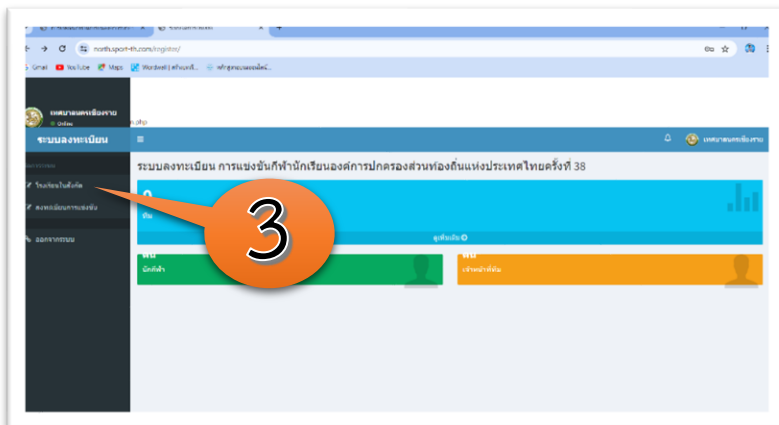 north.sport-th.com/register/
Gmail YouTube Maps
เทศบาลนครเชียงราย
Online
n.php
ระบบลงทะเบียน
เทศบาลนครเชียงราย
ระบบลงทะเบียน การแข่งขันกีฬานักเรียนองค์การปกครองส่วนท้องถิ่นแห่งประเทศไทยครั้งที่ 38
โรงเรียนในสังกัด
0
ทีม
ลงทะเบียนการแข่งขัน
3
ดูเพิ่มเติม
ออกจากระบบ
คน
นักกีฬา
คน
เจ้าหน้าที่ทีม